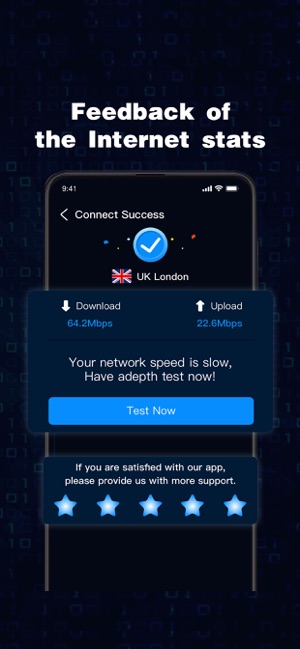 Feedback of
the Internet stats
9:41
Connect Success
UK London
Download
Upload
64.2Mbps
22.6Mbps
Your network speed is slow,
Have adepth test now!
Test Now
If you are satisfied with our app,
please provide us with more support.